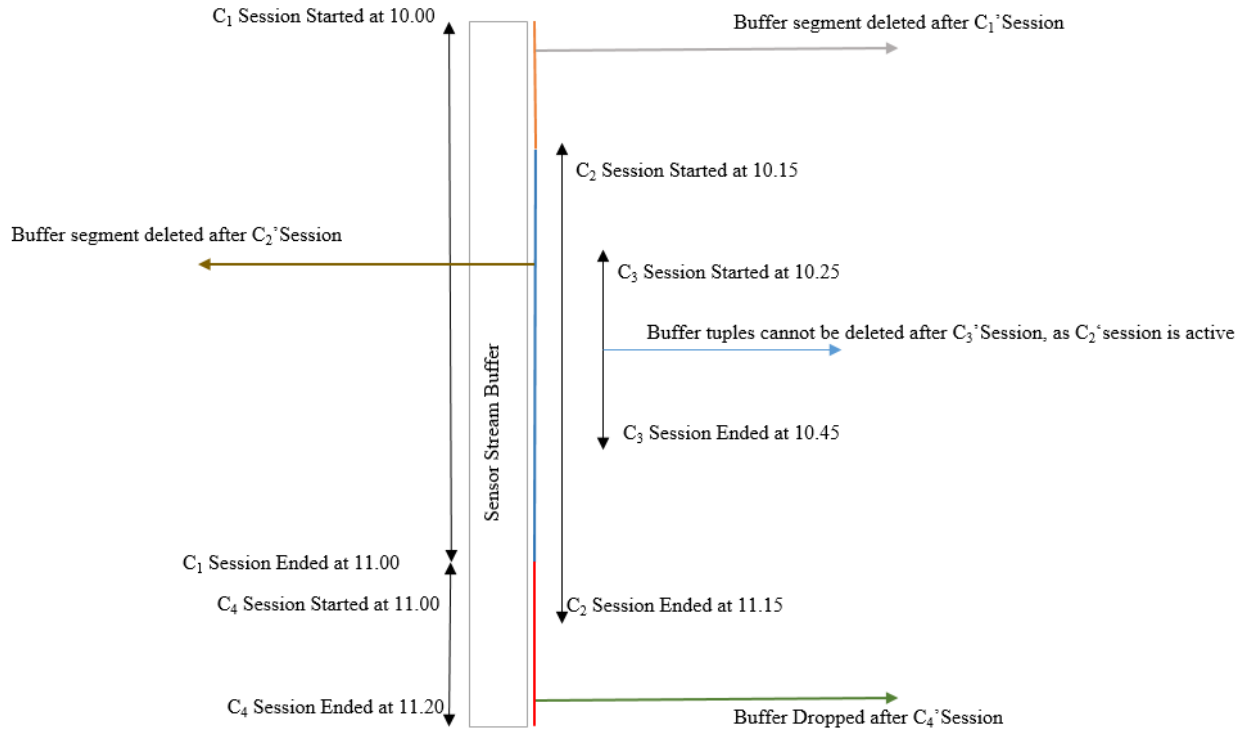 C₁ Session Started at 10.00
Buffer segment deleted after C₁’Session
C₂ Session Started at 10.15
Buffer segment deleted after C₂’Session
C₃ Session Started at 10.25
Buffer tuples cannot be deleted after C₃’Session, as C₂‘session is active
Sensor Stream Buffer
C₃ Session Ended at 10.45
C₁ Session Ended at 11.00
C₄ Session Started at 11.00
C₂ Session Ended at 11.15
C₄ Session Ended at 11.20
Buffer Dropped after C₄’Session